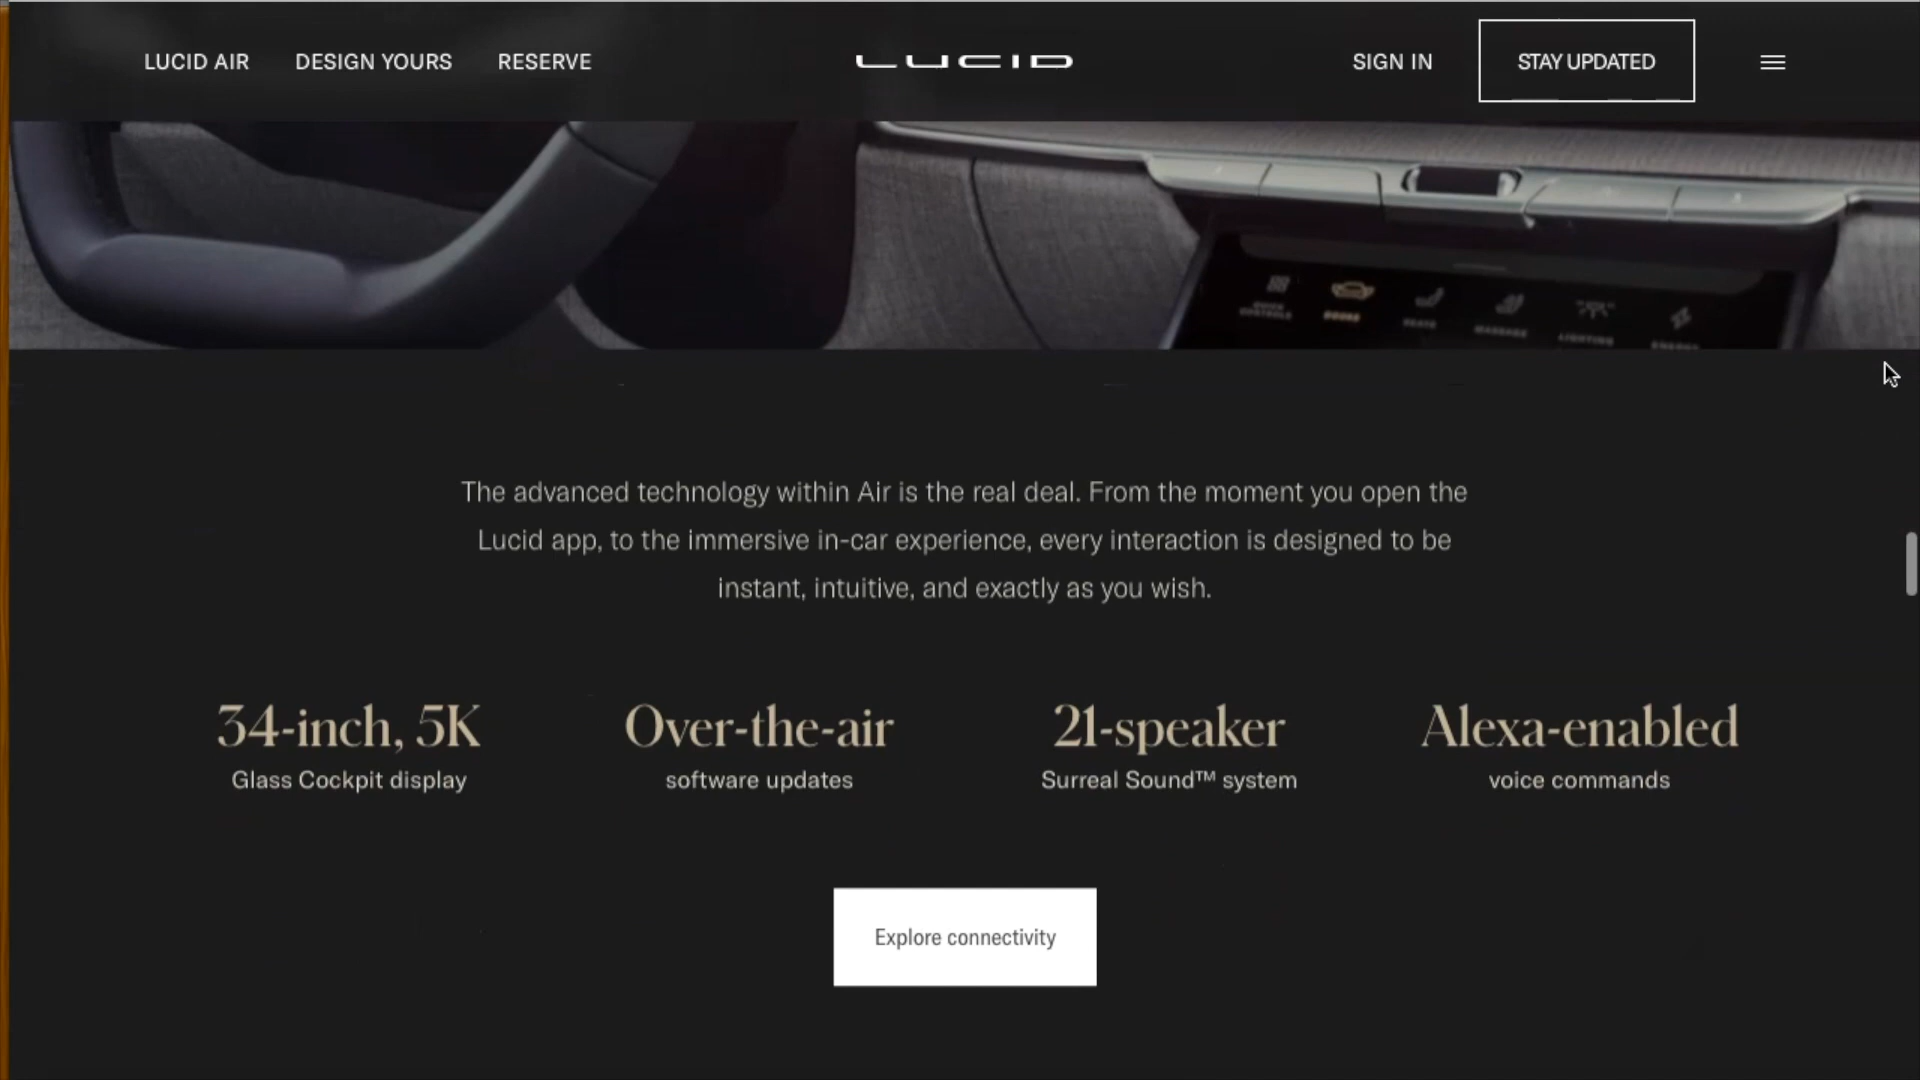 LUCID AIR DESIGN YOURS RESERVE LUCID SIGN IN STAY UPDATED
SEATS MASSAGE LIGHTING
The advanced technology within Air is the real deal. From the moment you open the
Lucid app, to the immersive in-car experience, every interaction is designed to be
instant, intuitive, and exactly as you wish.
34-inch, 5K Over-the-air 21-speaker Alexa-enabled
Glass Cockpit display software updates Surreal Sound™ system voice commands
Explore connectivity